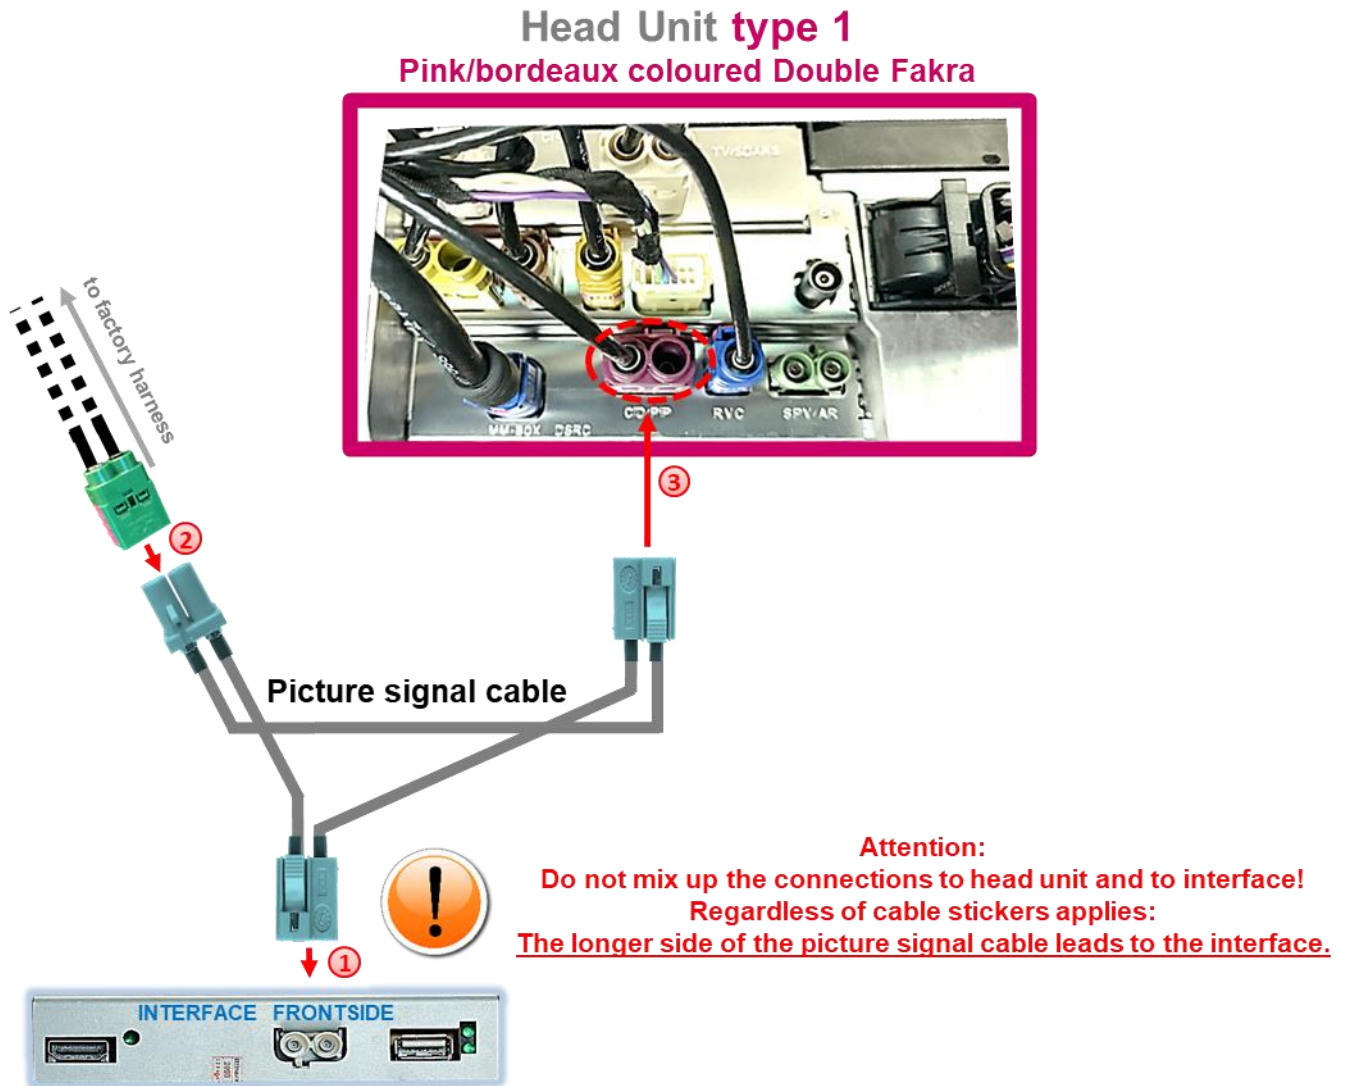 Head Unit type 1
Pink/bordeaux coloured Double Fakra
TV/SDARS
to factory harness
MM-BOX DSRC
CID/PIP
RVC
SPV/AR
3
2
Picture signal cable
Attention:
Do not mix up the connections to head unit and to interface!
Regardless of cable stickers applies:
The longer side of the picture signal cable leads to the interface.
1
INTERFACE FRONTSIDE